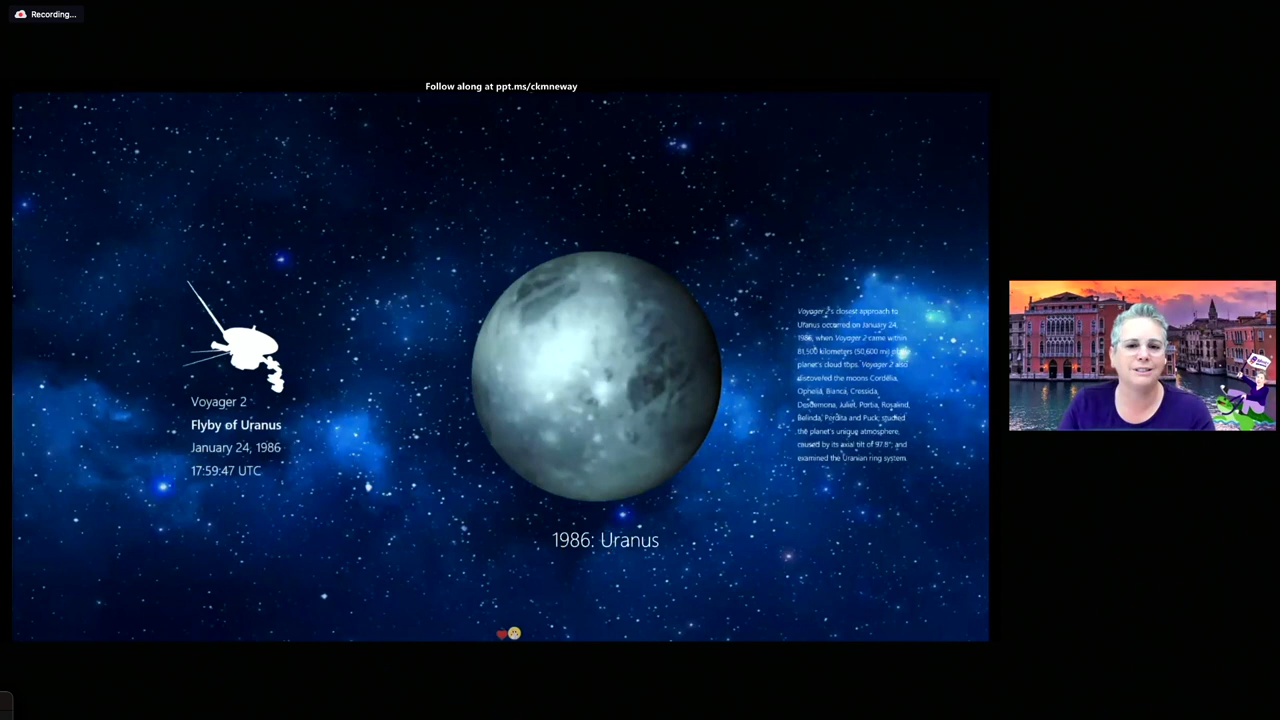 Recording...
Follow along at ppt.ms/ckmneway
Voyager 2
Flyby of Uranus
January 24, 1986
17:59:47 UTC
1986: Uranus
Voyager 2's closest approach to
Uranus occurred on January 24,
1986, when Voyager 2 came within
81,500 kilometers (50,600 mi) of the
planet's cloud tops. Voyager 2 also
discovered the moons Cordelia,
Ophelia, Bianca, Cressida,
Desdemona, Juliet, Portia, Rosalind,
Belinda, Perdita and Puck; studied
the planet's unique atmosphere,
caused by its axial tilt of 97.8°; and
examined the Uranian ring system.